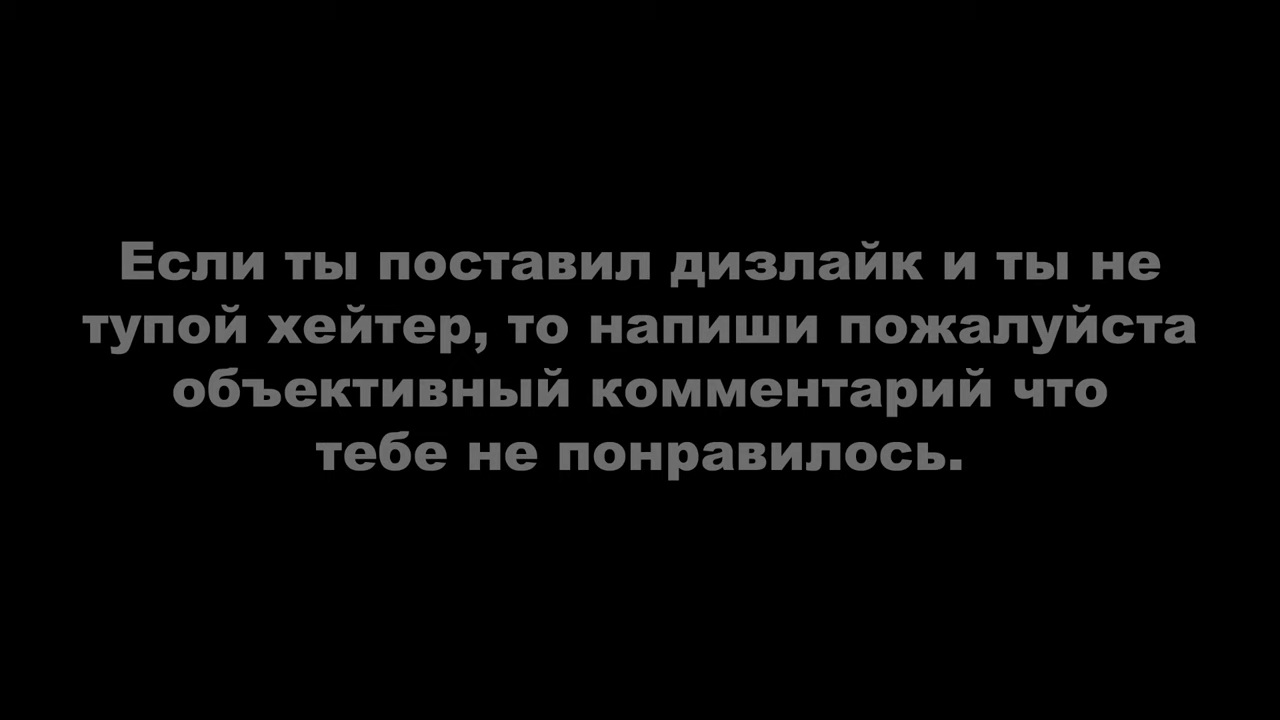 Если ты поставил дизлайк и ты не
тупой хейтер, то напиши пожалуйста
объективный комментарий что
тебе не понравилось.